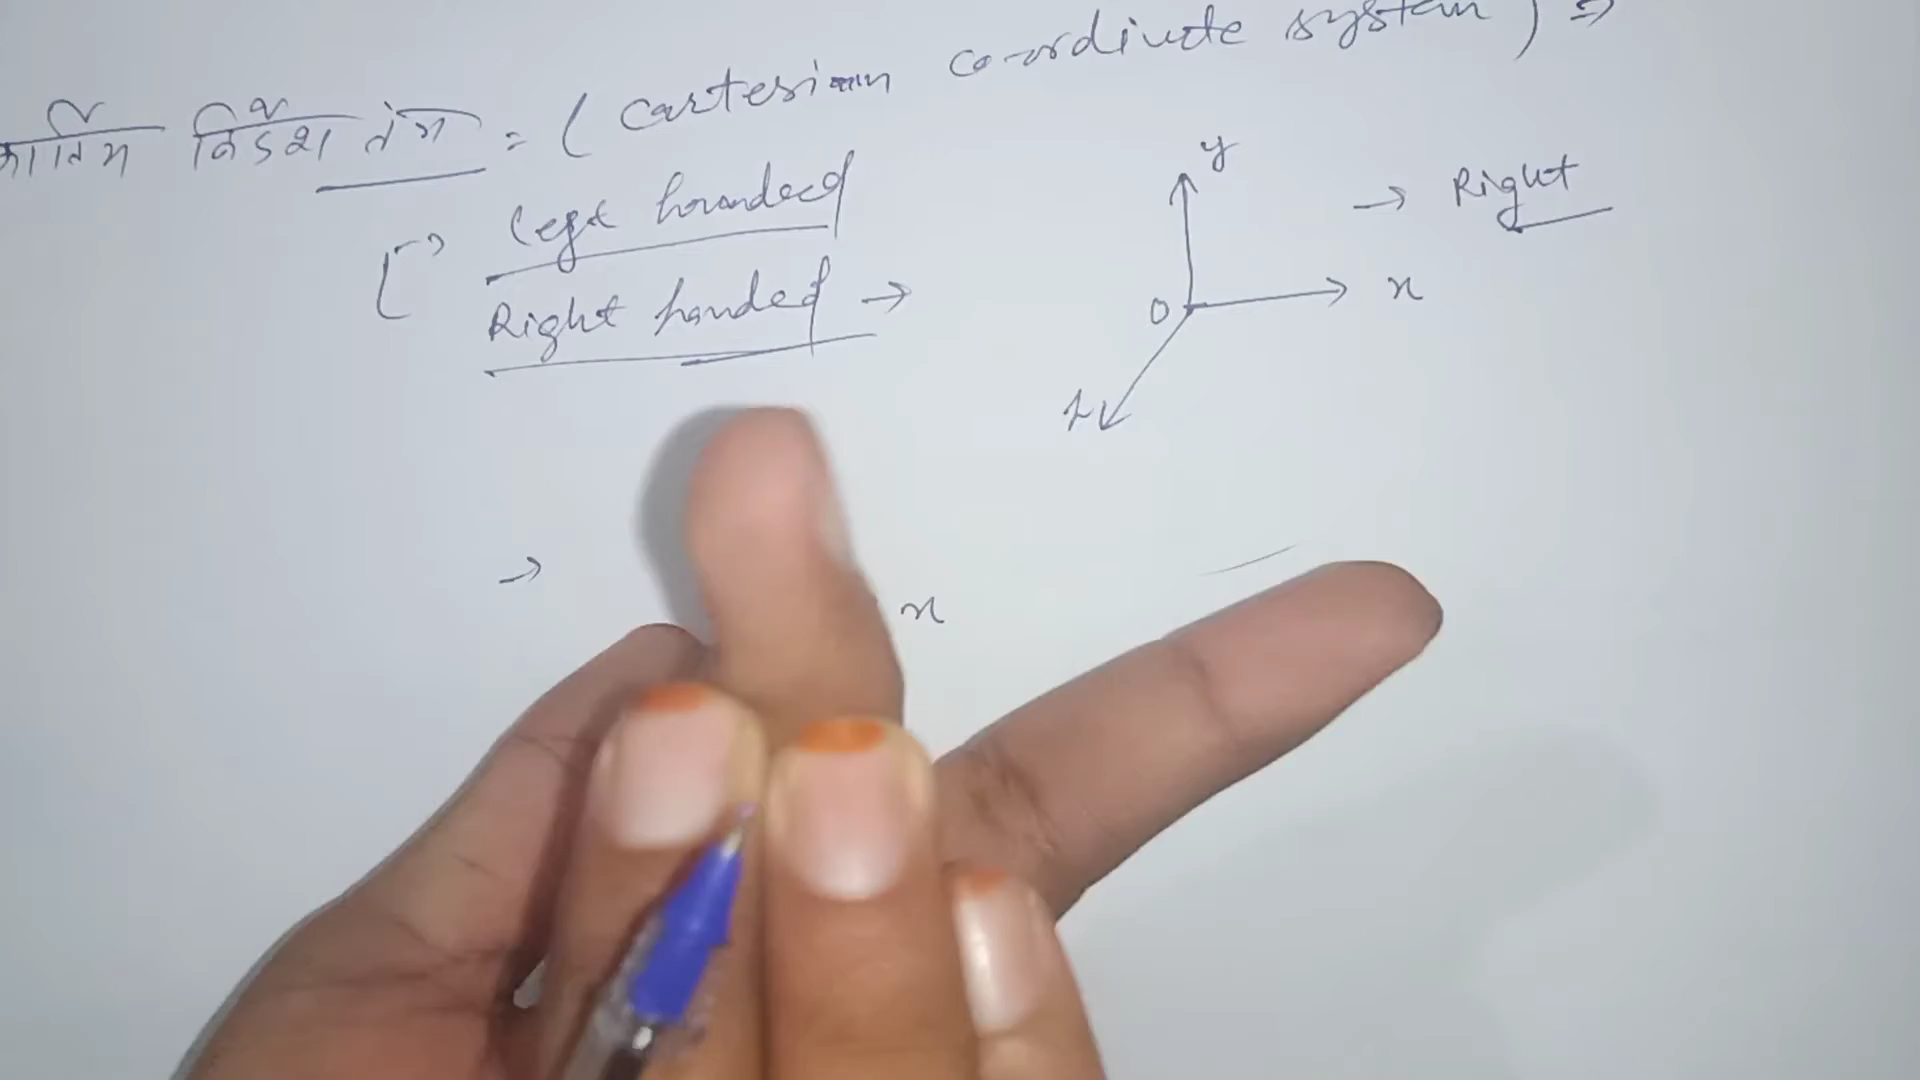 कार्तिय निर्देशा तंत्र = ( Cartesian co-ordinate system ) ⇒
[ → Left handed
Right handed →
y
→ Right
O x
z
→ x